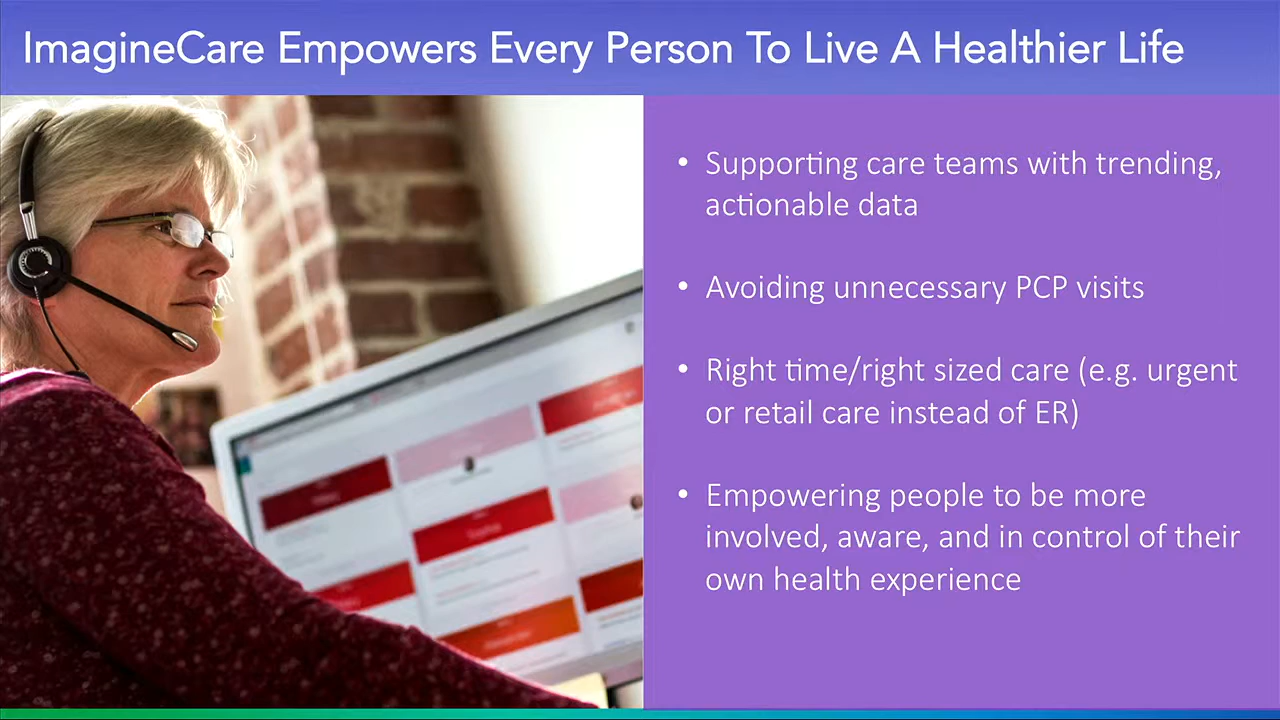 ImagineCare Empowers Every Person To Live A Healthier Life
• Supporting care teams with trending,
actionable data
• Avoiding unnecessary PCP visits
• Right time/right sized care (e.g. urgent
or retail care instead of ER)
• Empowering people to be more
involved, aware, and in control of their
own health experience